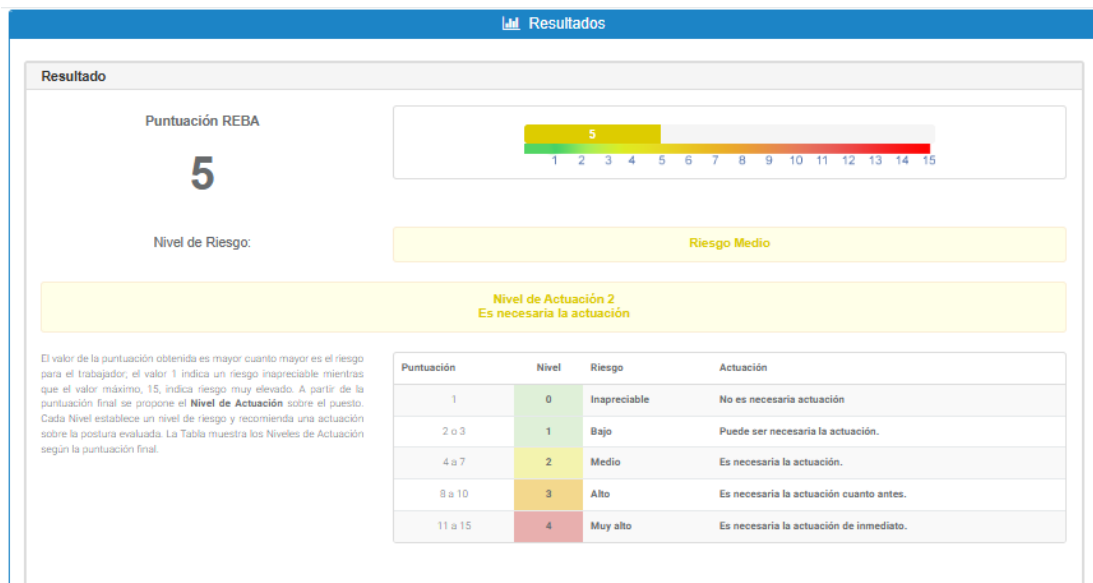 Resultados
Resultado
Puntuación REBA
5
5
1 2 3 4 5 6 7 8 9 10 11 12 13 14 15
Nivel de Riesgo:
Riesgo Medio
Nivel de Actuación 2
Es necesaria la actuación
El valor de la puntuación obtenida es mayor cuanto mayor es el riesgo
para el trabajador; el valor 1 indica un riesgo inapreciable mientras
que el valor máximo, 15, indica riesgo muy elevado. A partir de la
puntuación final se propone el Nivel de Actuación sobre el puesto.
Cada Nivel establece un nivel de riesgo y recomienda una actuación
sobre la postura evaluada. La Tabla muestra los Niveles de Actuación
según la puntuación final.
Puntuación Nivel Riesgo Actuación
1 0 Inapreciable No es necesaria actuación
2 o 3 1 Bajo Puede ser necesaria la actuación.
4 a 7 2 Medio Es necesaria la actuación.
8 a 10 3 Alto Es necesaria la actuación cuanto antes.
11 a 15 4 Muy alto Es necesaria la actuación de inmediato.